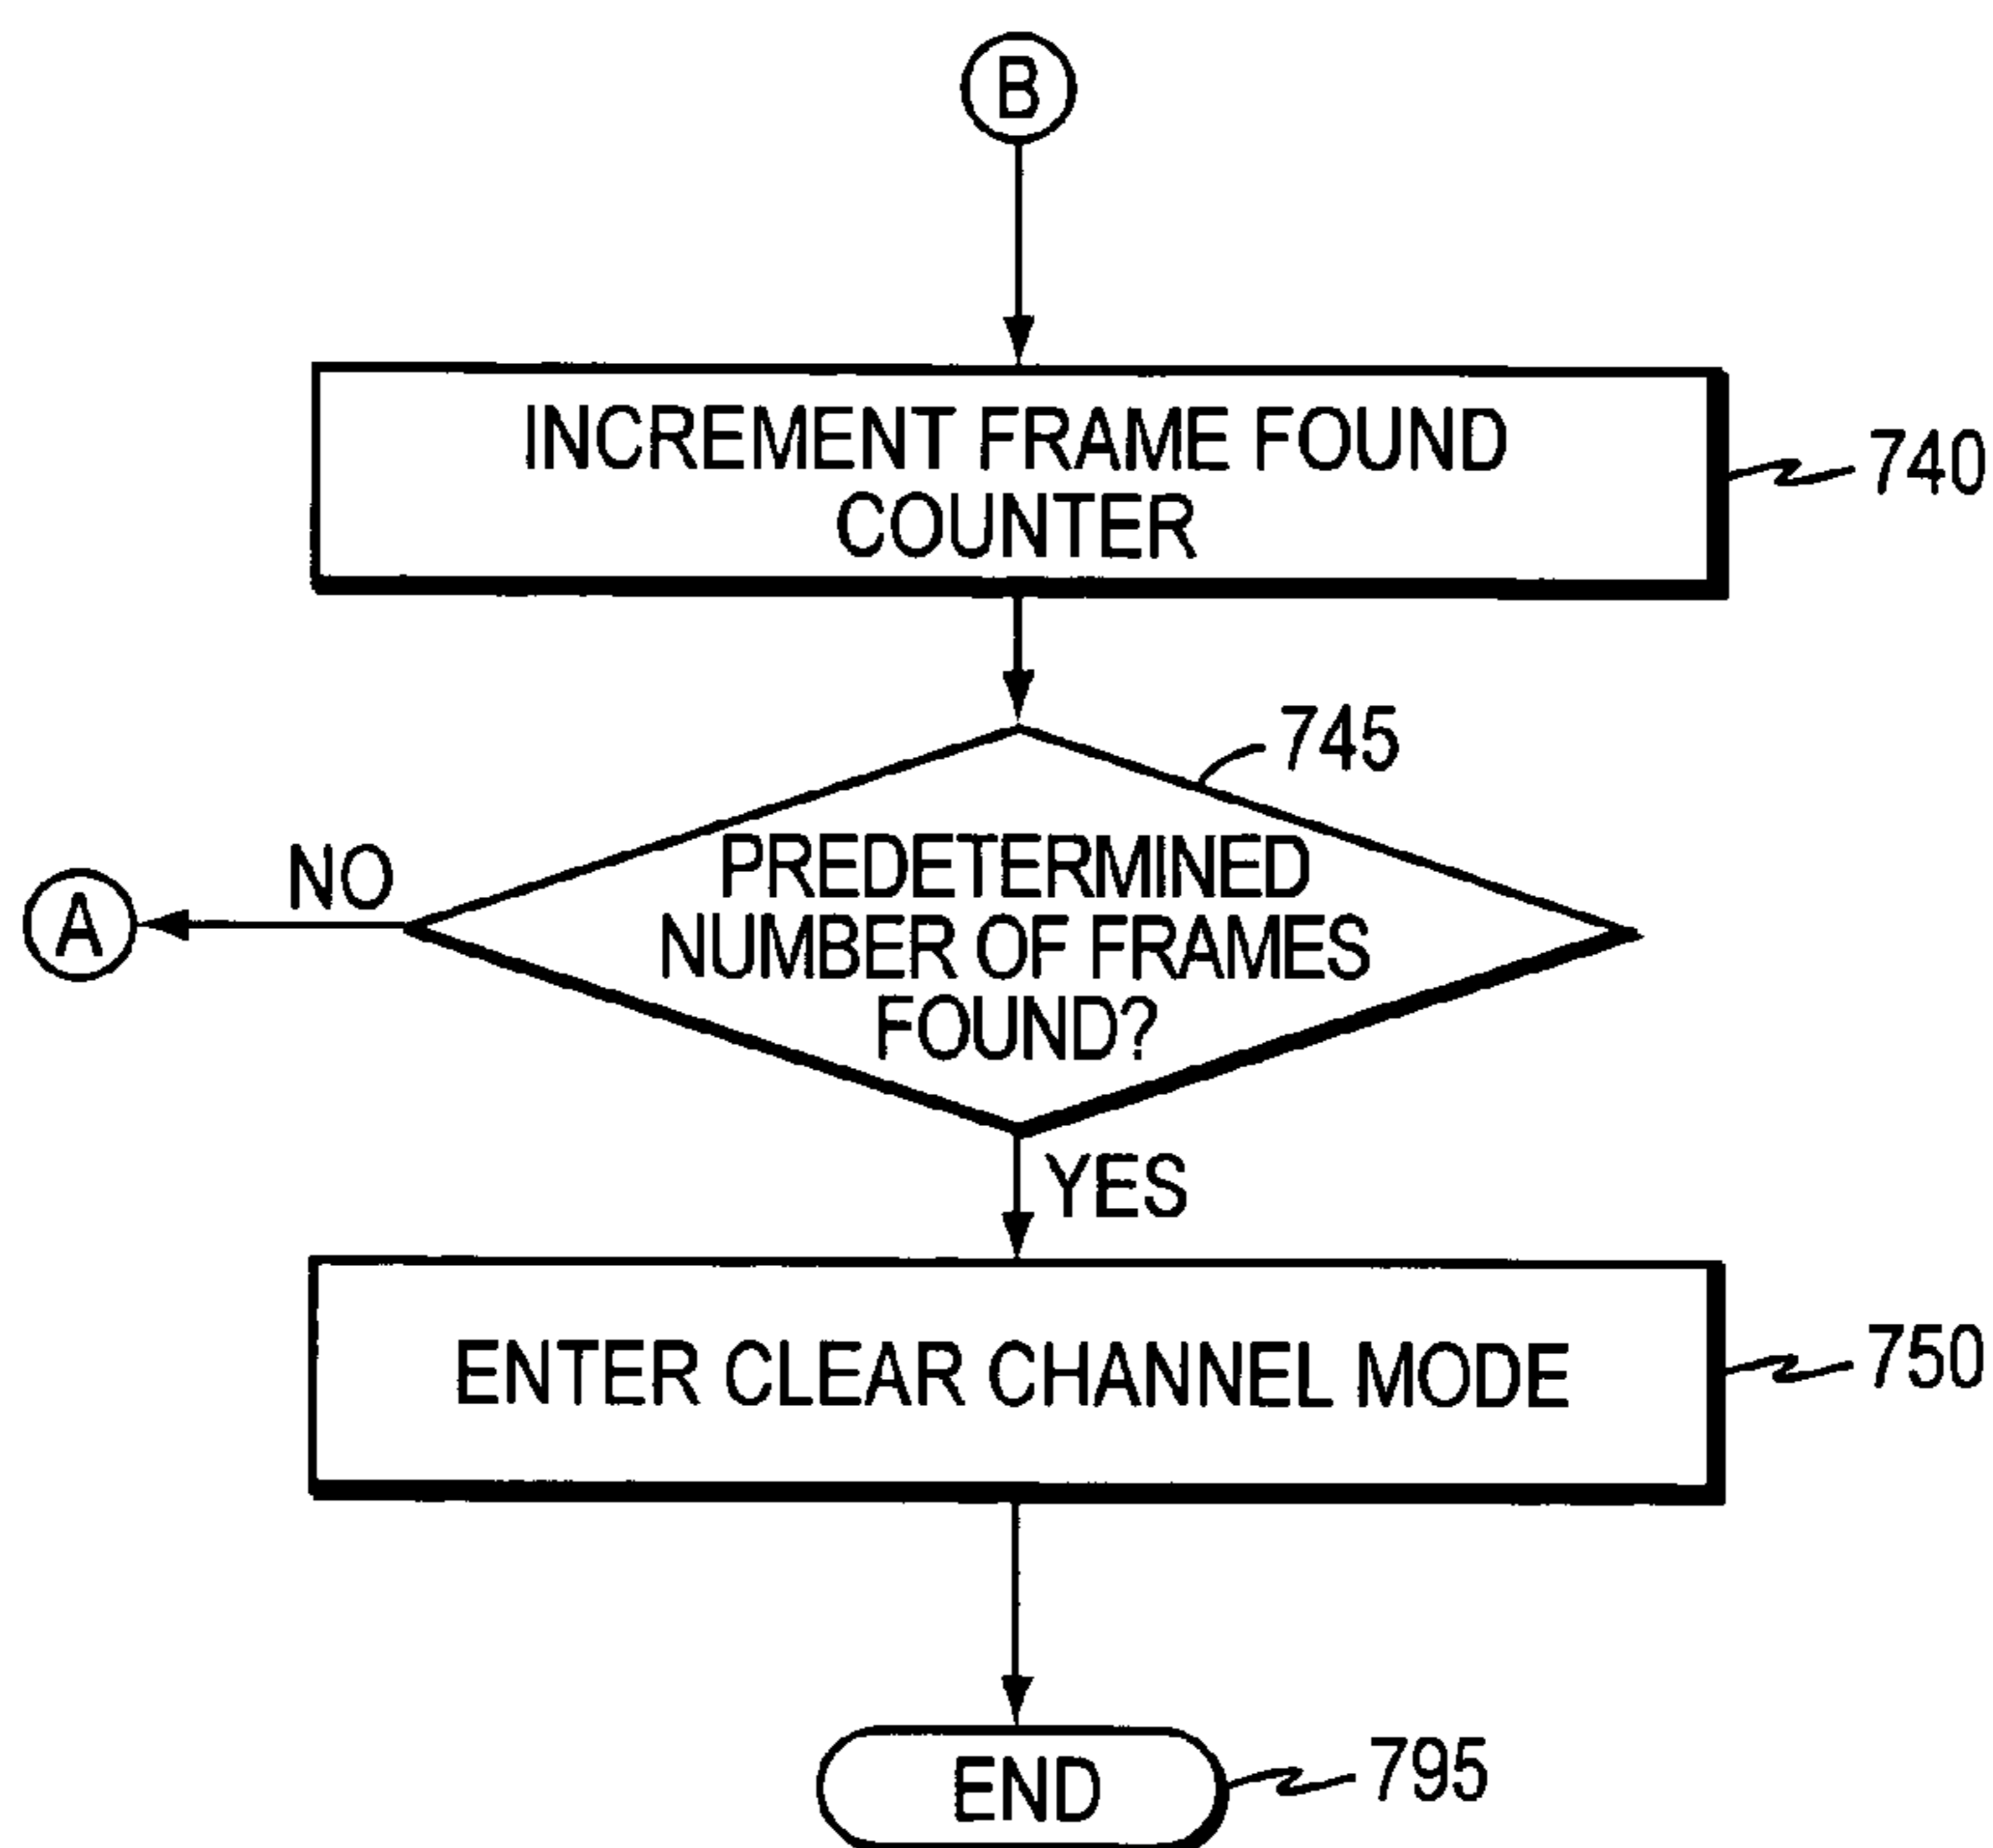 B
INCREMENT FRAME FOUND
COUNTER
740
745
PREDETERMINED
NUMBER OF FRAMES
FOUND?
NO
A
YES
ENTER CLEAR CHANNEL MODE
750
END
795